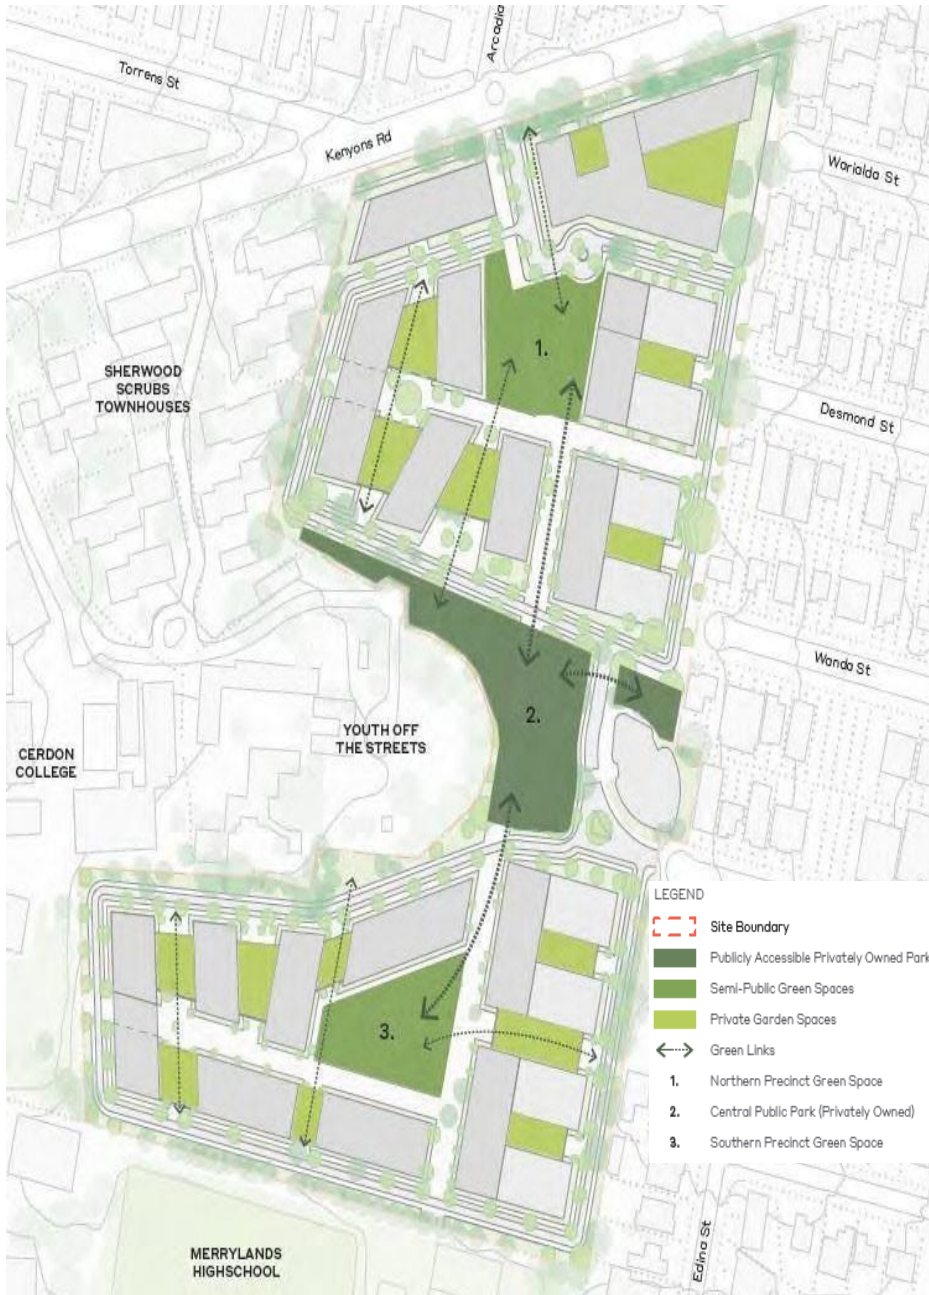 Arcadia
Torrens St
Kenyons Rd
Warialda St
1.
SHERWOOD
SCRUBS
TOWNHOUSES
Desmond St
Wanda St
2.
YOUTH OFF
THE STREETS
CERDON
COLLEGE
LEGEND
Site Boundary
Publicly Accessible Privately Owned Park
Semi-Public Green Spaces
Private Garden Spaces
Green Links
1. Northern Precinct Green Space
2. Central Public Park (Privately Owned)
3. Southern Precinct Green Space
3.
MERRYLANDS
HIGHSCHOOL
Edina St